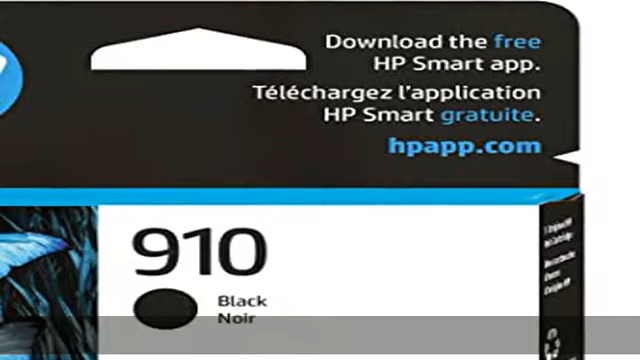 Download the free
HP Smart app.
Téléchargez l'application
HP Smart gratuite.
hpapp.com
910
Black
Noir